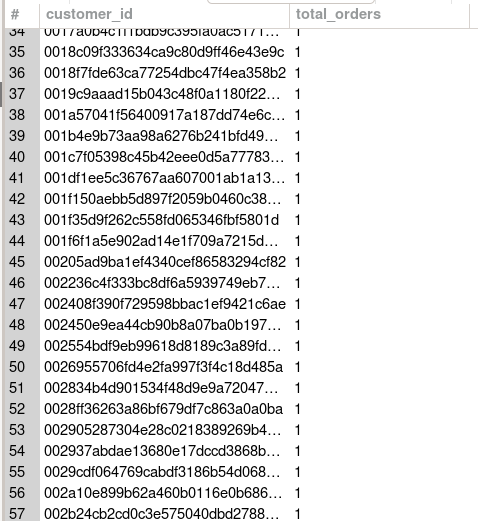 # customer_id total_orders
34 1
35 0018c09f333634ca9c80d9ff46e43e9c 1
36 0018f7fde63ca77254dbc47f4ea358b2 1
37 0019c9aaad15b043c48f0a1180f22… 1
38 001a57041f56400917a187dd74e6c… 1
39 001b4e9b73aa98a6276b241bfd49… 1
40 001c7f05398c45b42eee0d5a77783… 1
41 001df1ee5c36767aa607001ab1a13… 1
42 001f150aebb5d897f2059b0460c38… 1
43 001f35d9f262c558fd065346fbf5801d 1
44 001f6f1a5e902ad14e1f709a7215d… 1
45 00205ad9ba1ef4340cef86583294cf82 1
46 002236c4f333bc8df6a5939749eb7… 1
47 002408f390f729598bbac1ef9421c6ae 1
48 002450e9ea44cb90b8a07ba0b197… 1
49 002554bdf9eb99618d8189c3a89fd… 1
50 0026955706fd4e2fa997f3f4c18d485a 1
51 002834b4d901534f48d9e9a72047… 1
52 0028ff36263a86bf679df7c863a0a0ba 1
53 002905287304e28c0218389269b4… 1
54 002937abdae13680e17dccd3868b… 1
55 0029cdf064769cabdf3186b54d068… 1
56 002a10e899b62a460b0116e0b686… 1
57 002b24cb2cd0c3e575040dbd2788… 1